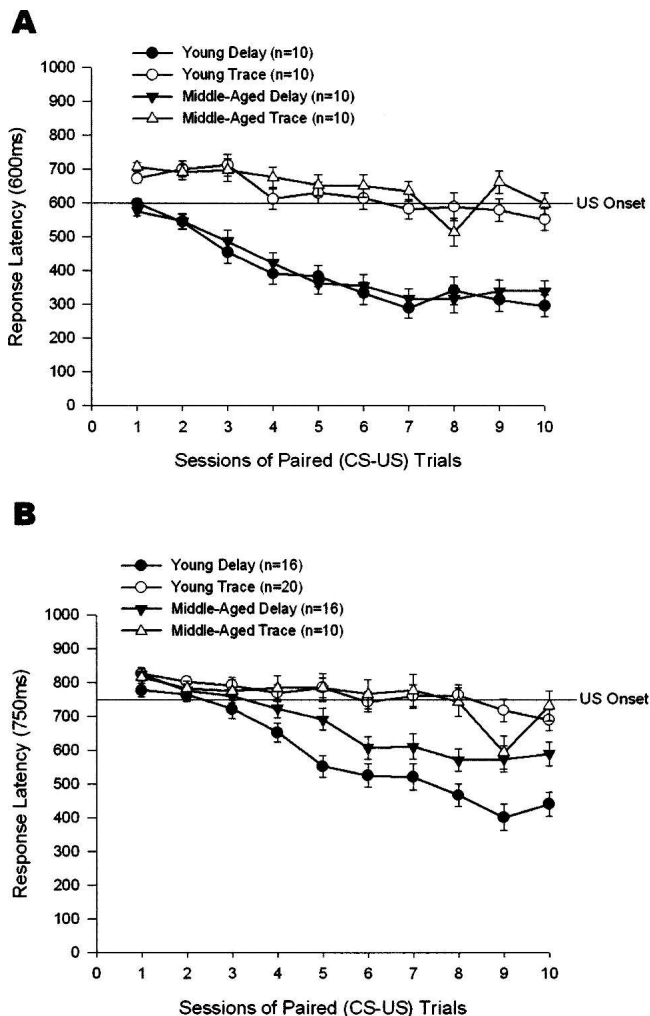 A
Young Delay (n=10)
Young Trace (n=10)
Middle-Aged Delay (n=10)
Middle-Aged Trace (n=10)
1000
900
800
700
600
500
400
300
200
100
0
Reponse Latency (600ms)
US Onset
0 1 2 3 4 5 6 7 8 9 10
Sessions of Paired (CS-US) Trials
B
Young Delay (n=16)
Young Trace (n=20)
Middle-Aged Delay (n=16)
Middle-Aged Trace (n=10)
1000
900
800
700
600
500
400
300
200
100
0
Response Latency (750ms)
US Onset
0 1 2 3 4 5 6 7 8 9 10
Sessions of Paired (CS-US) Trials